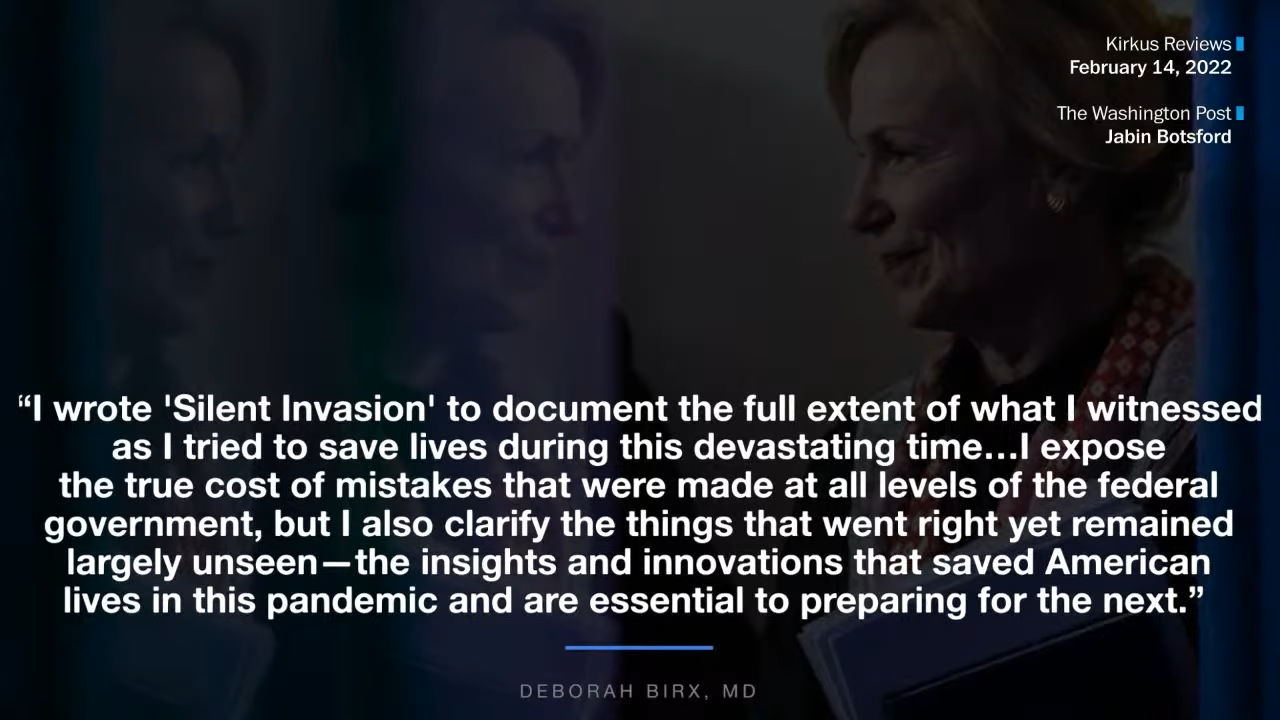 Kirkus Reviews
February 14, 2022
The Washington Post
Jabin Botsford
“I wrote 'Silent Invasion' to document the full extent of what I witnessed
as I tried to save lives during this devastating time...I expose
the true cost of mistakes that were made at all levels of the federal
government, but I also clarify the things that went right yet remained
largely unseen—the insights and innovations that saved American
lives in this pandemic and are essential to preparing for the next.”
DEBORAH BIRX, MD